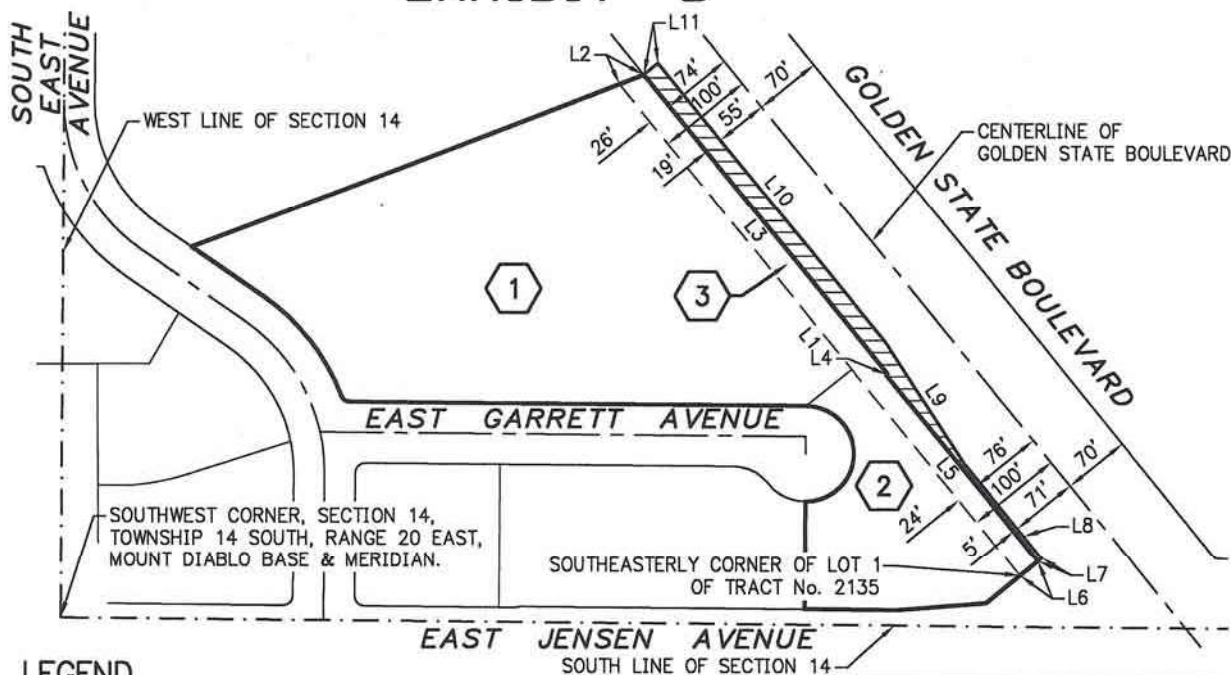 SOUTH
EAST
AVENUE
WEST LINE OF SECTION 14
L2
L11
74'
100'
55'
70'
26'
19'
GOLDEN STATE BOULEVARD
CENTERLINE OF
GOLDEN STATE BOULEVARD
L10
L3
1
3
L1
L4
L9
EAST GARRETT AVENUE
L5
76'
100'
71'
70'
2
24'
5'
L8
L7
L6
SOUTHWEST CORNER, SECTION 14,
TOWNSHIP 14 SOUTH, RANGE 20 EAST,
MOUNT DIABLO BASE & MERIDIAN.
SOUTHEASTERLY CORNER OF LOT 1
OF TRACT No. 2135
EAST JENSEN AVENUE
SOUTH LINE OF SECTION 14
LEGEND